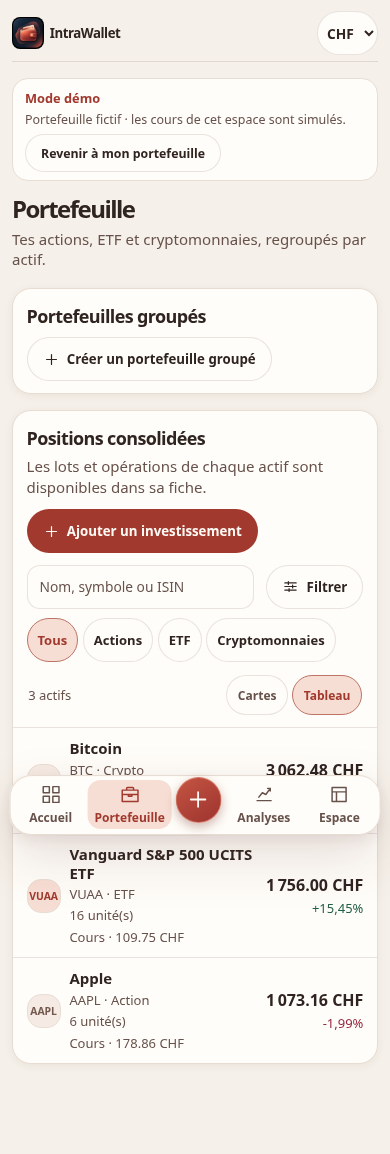 IntraWallet
CHF
Mode démo
Portefeuille fictif · les cours de cet espace sont simulés.
Revenir à mon portefeuille
Portefeuille
Tes actions, ETF et cryptomonnaies, regroupés par
actif.
Portefeuilles groupés
Créer un portefeuille groupé
Positions consolidées
Les lots et opérations de chaque actif sont
disponibles dans sa fiche.
Ajouter un investissement
Nom, symbole ou ISIN
Filtrer
Tous
Actions
ETF
Cryptomonnaies
3 actifs
Cartes
Tableau
Bitcoin
BTC · Crypto
3 062.48 CHF
Accueil
Portefeuille
Analyses
Espace
Vanguard S&P 500 UCITS
ETF
VUAA
VUAA · ETF
16 unité(s)
Cours · 109.75 CHF
1 756.00 CHF
+15,45%
Apple
AAPL
AAPL · Action
6 unité(s)
Cours · 178.86 CHF
1 073.16 CHF
-1,99%